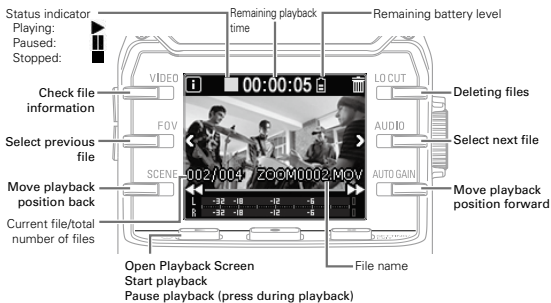 Status indicator
Playing:
Paused:
Stopped:
Remaining playback
time
Remaining battery level
VIDEO
i
00:00:05
LO CUT
Check file
information
Deleting files
FOV
AUDIO
Select previous
file
Select next file
SCENE
002/004 ZOOM0002.MOV
AUTO GAIN
Move playback
position back
Move playback
position forward
L -32 -18 -12 -6
R -32 -18 -12 -6
Current file/total
number of files
Open Playback Screen
Start playback
Pause playback (press during playback)
File name